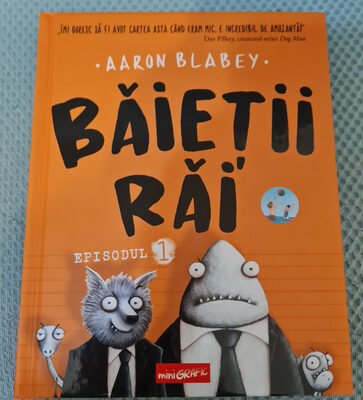 „ÎMI DORESC SĂ FI AVUT CARTEA ASTA CÂND ERAM MIC. E INCREDIBIL DE AMUZANTĂ!”
Dav Pilkey, creatorul seriei Dog Man
·AARON BLABEY·
BĂIEȚII
RĂI
EPISODUL 1
miniGRAFIC